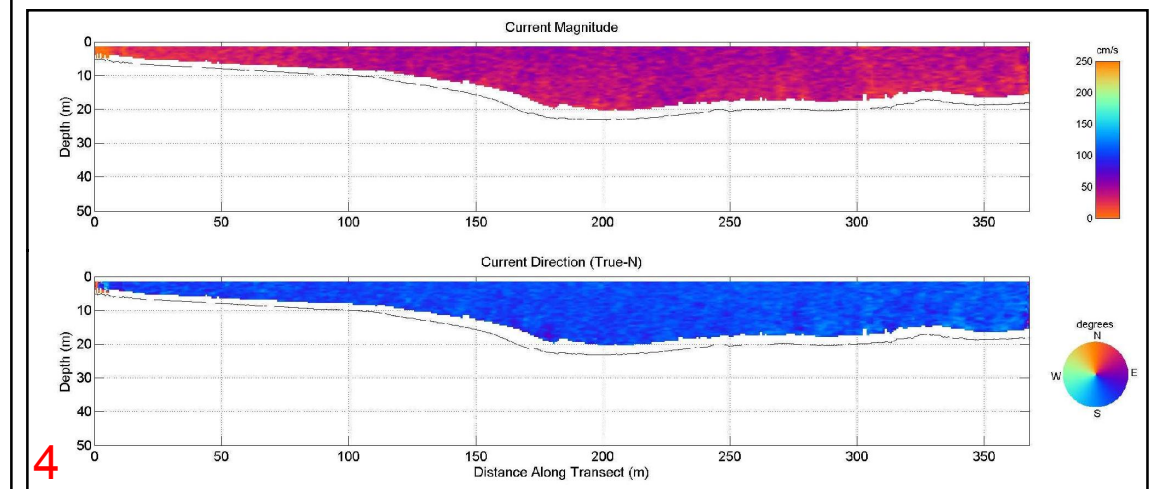 Current Magnitude
0
10
20
30
40
50
Depth (m)
0 50 100 150 200 250 300 350
cm/s
250
200
150
100
50
0
Current Direction (True-N)
0
10
20
30
40
50
Depth (m)
0 50 100 150 200 250 300 350
Distance Along Transect (m)
degrees
N
W E
S
4